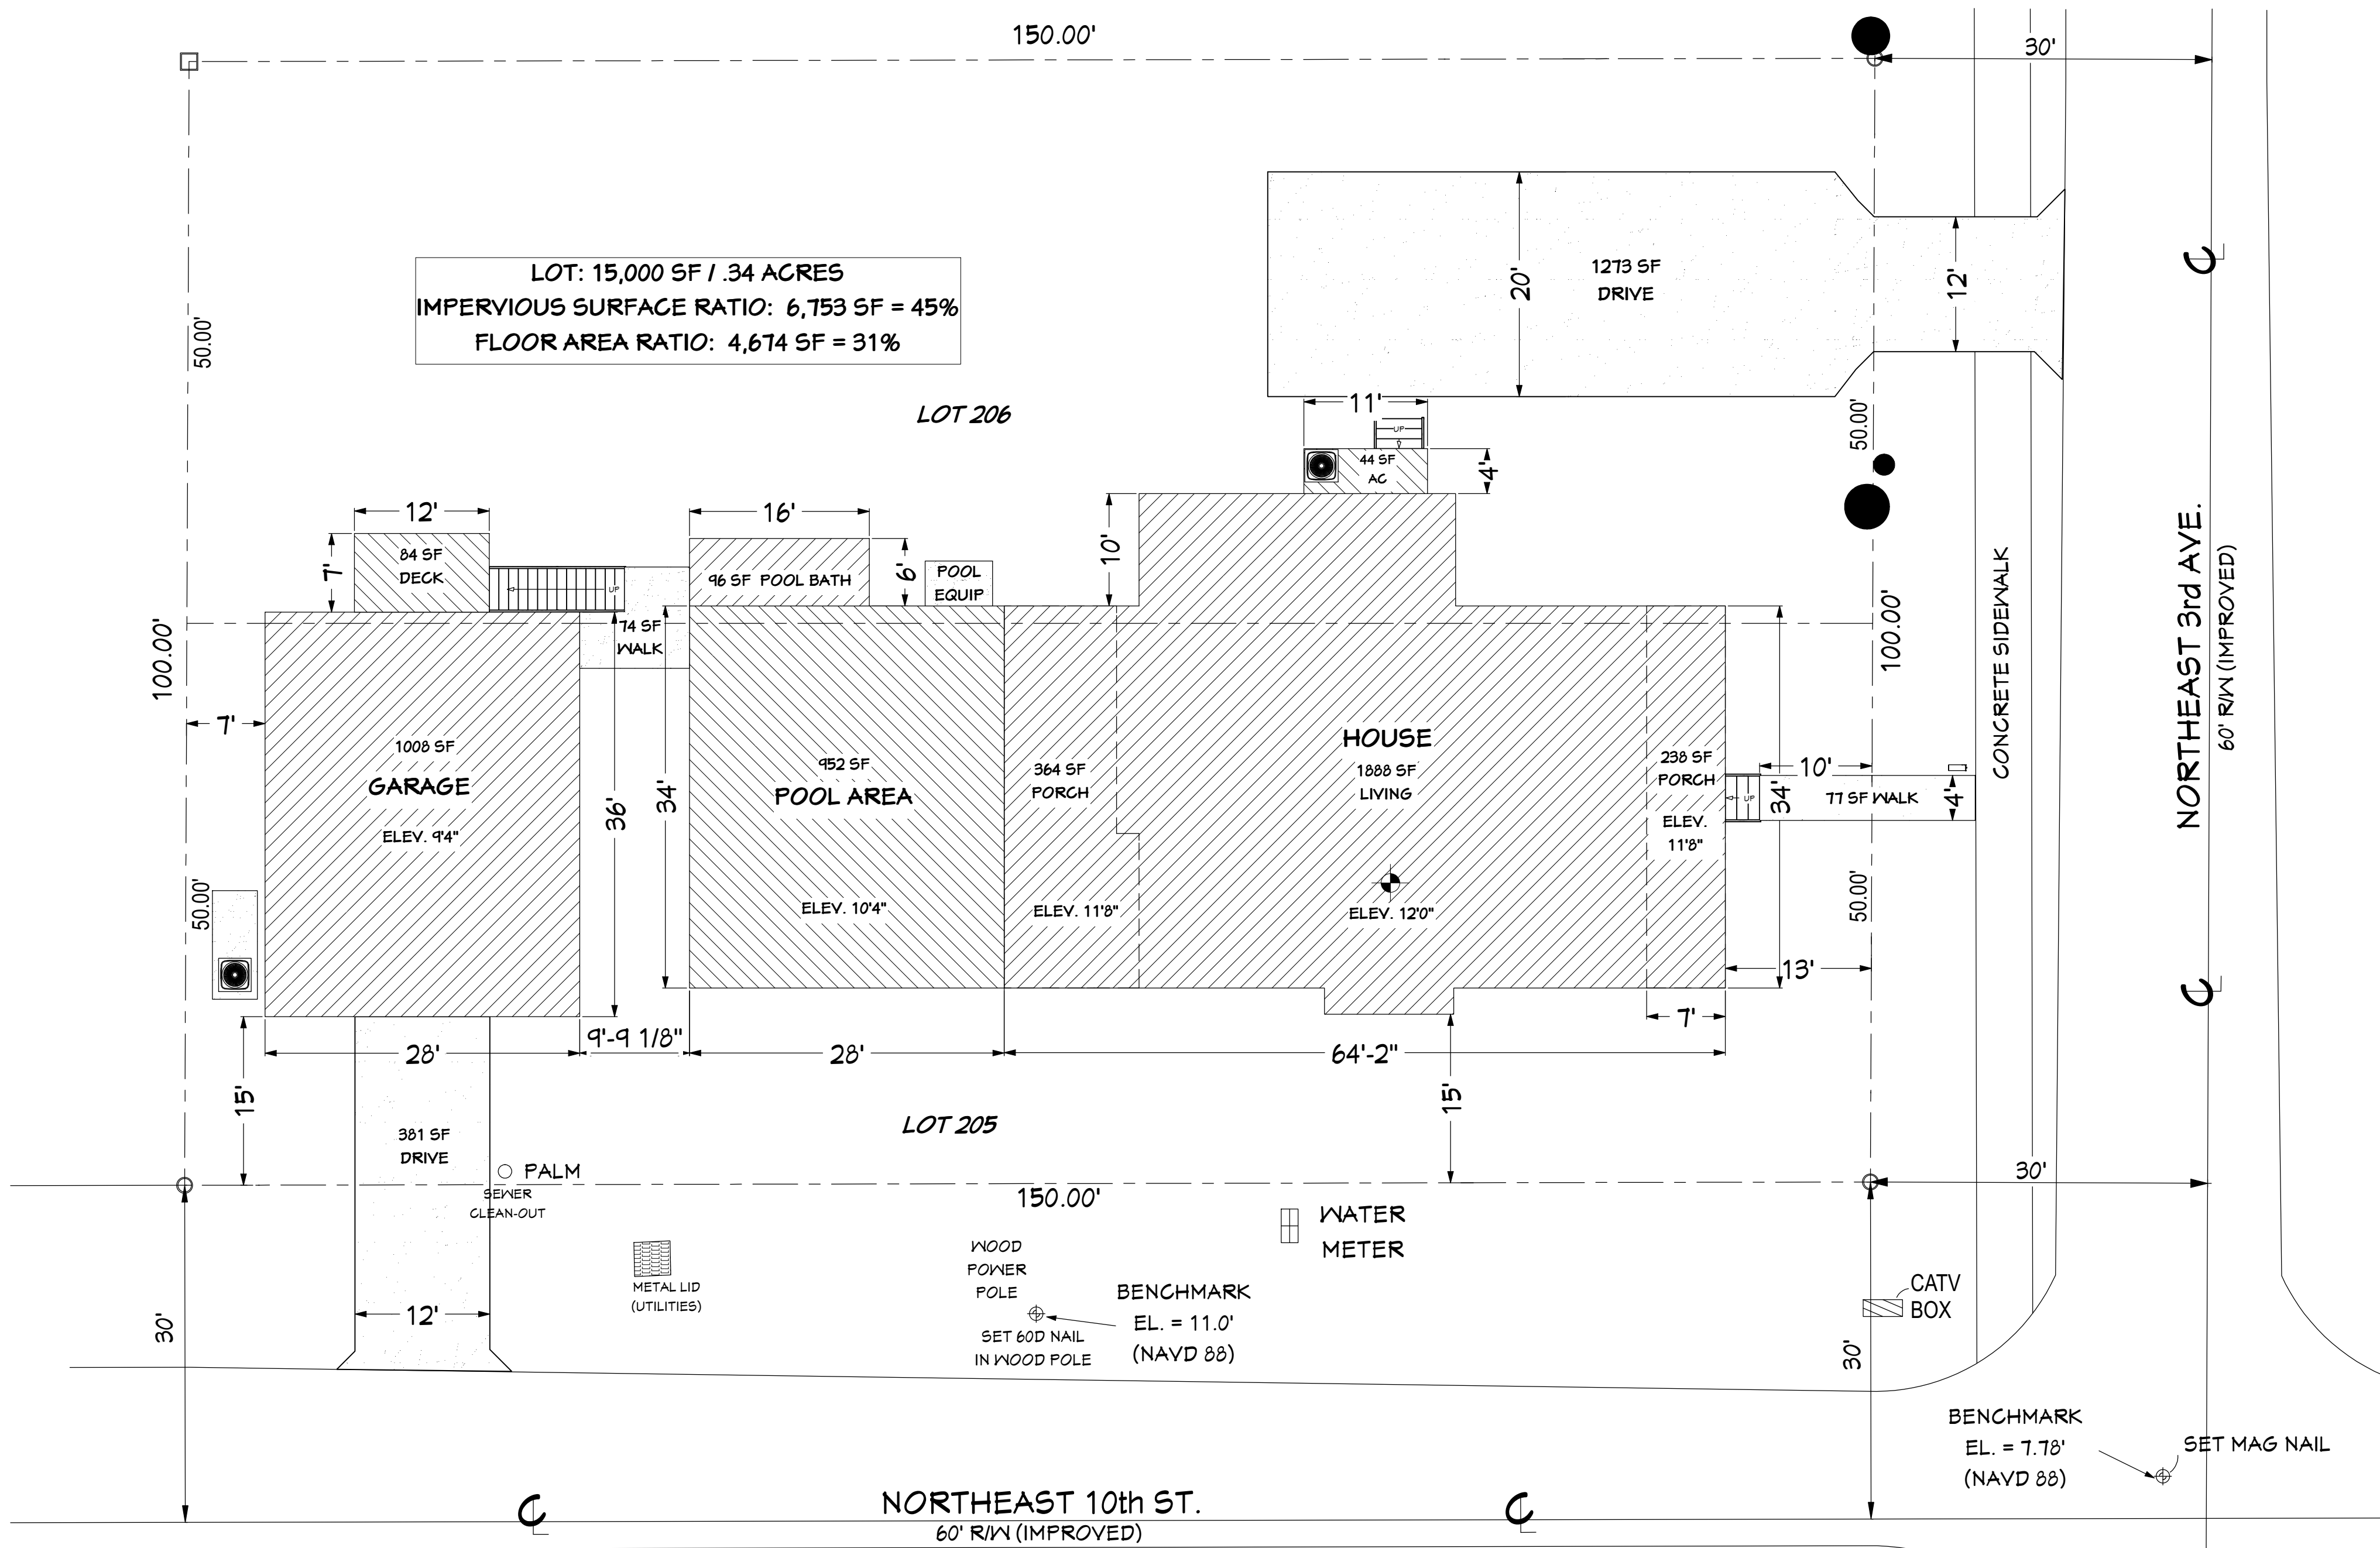 150.00'
30'
LOT: 15,000 SF / .34 ACRES
IMPERVIOUS SURFACE RATIO: 6,753 SF = 45%
FLOOR AREA RATIO: 4,674 SF = 31%
50.00'
20'
1273 SF
DRIVE
12'
LOT 206
11'
UP
44 SF
AC
4'
50.00'
12'
7'
84 SF
DECK
UP
74 SF
WALK
16'
96 SF POOL BATH
6'
POOL
EQUIP
10'
100.00'
7'
1008 SF
GARAGE
ELEV. 9'4"
36'
34'
952 SF
POOL AREA
ELEV. 10'4"
364 SF
PORCH
ELEV. 11'8"
HOUSE
1888 SF
LIVING
ELEV. 12'0"
238 SF
PORCH
ELEV.
11'8"
UP
10'
34'
77 SF WALK
4'
100.00'
CONCRETE SIDEWALK
NORTHEAST 3rd AVE.
60' R/W (IMPROVED)
50.00'
50.00'
13'
7'
28'
9'-9 1/8"
28'
64'-2"
15'
15'
381 SF
DRIVE
LOT 205
PALM
SEWER
CLEAN-OUT
150.00'
30'
WATER
METER
METAL LID
(UTILITIES)
WOOD
POWER
POLE
SET 60D NAIL
IN WOOD POLE
BENCHMARK
EL. = 11.0'
(NAVD 88)
CATV
BOX
12'
30'
30'
BENCHMARK
EL. = 7.78'
(NAVD 88)
SET MAG NAIL
NORTHEAST 10th ST.
60' R/W (IMPROVED)